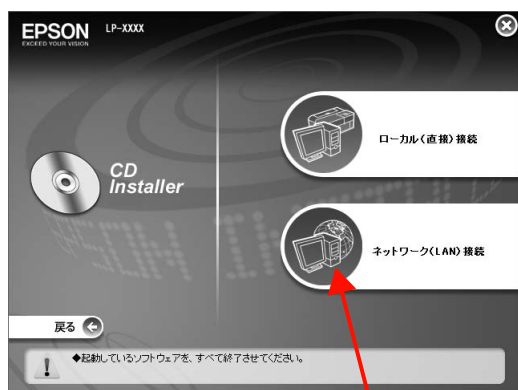 EPSON
EXCEED YOUR VISION
LP-XXXX
ローカル(直接)接続
CD
Installer
ネットワーク(LAN)接続
戻る
◆起動しているソフトウェアを、すべて終了させてください。